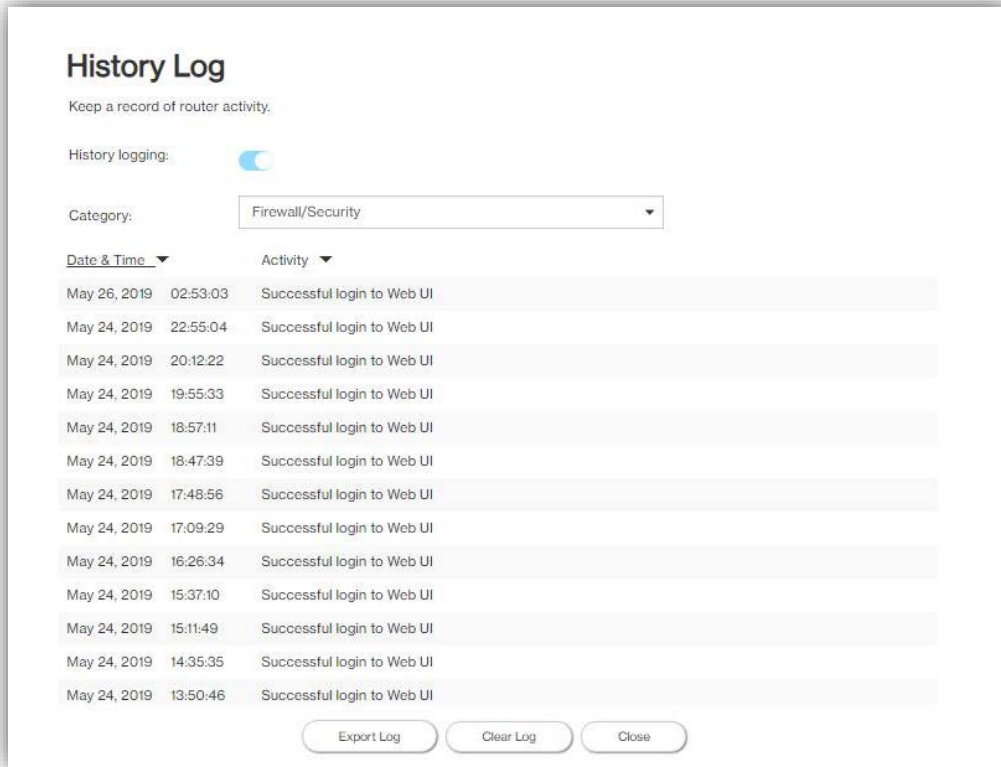 History Log
Keep a record of router activity.
History logging:
Category: Firewall/Security
Date & Time Activity
May 26, 2019 02:53:03 Successful login to Web UI
May 24, 2019 22:55:04 Successful login to Web UI
May 24, 2019 20:12:22 Successful login to Web UI
May 24, 2019 19:55:33 Successful login to Web UI
May 24, 2019 18:57:11 Successful login to Web UI
May 24, 2019 18:47:39 Successful login to Web UI
May 24, 2019 17:48:56 Successful login to Web UI
May 24, 2019 17:09:29 Successful login to Web UI
May 24, 2019 16:26:34 Successful login to Web UI
May 24, 2019 15:37:10 Successful login to Web UI
May 24, 2019 15:11:49 Successful login to Web UI
May 24, 2019 14:35:35 Successful login to Web UI
May 24, 2019 13:50:46 Successful login to Web UI
Export Log Clear Log Close